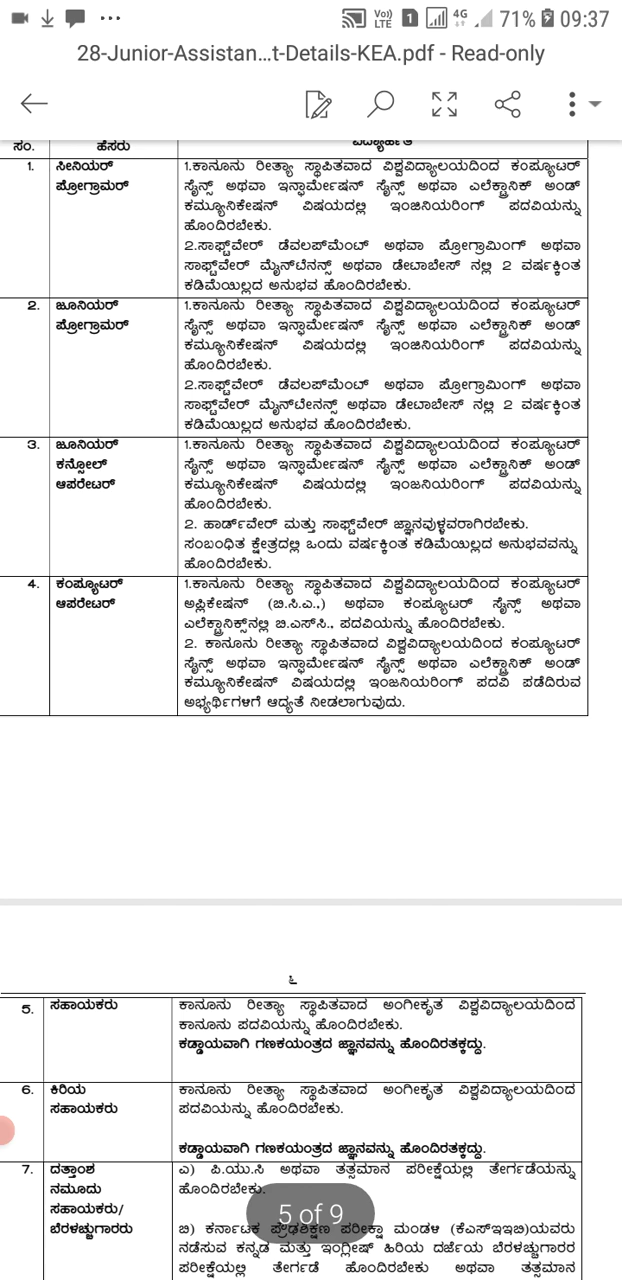 Vo)) LTE 1 4G 71% 09:37
28-Junior-Assistan...t-Details-KEA.pdf - Read-only
ಸಂ. ಹೆಸರು ವಿದ್ಯಾರ್ಹತೆ
1. ಸೀನಿಯರ್ 1.ಕಾನೂನು ರೀತ್ಯಾ ಸ್ಥಾಪಿತವಾದ ವಿಶ್ವವಿದ್ಯಾಲಯದಿಂದ ಕಂಪ್ಯೂಟರ್
ಪ್ರೋಗ್ರಾಮರ್ ಸೈನ್ಸ್ ಅಥವಾ ಇನ್ಫಾರ್ಮೇಷನ್ ಸೈನ್ಸ್ ಅಥವಾ ಎಲೆಕ್ಟ್ರಾನಿಕ್ ಅಂಡ್
ಕಮ್ಯೂನಿಕೇಷನ್ ವಿಷಯದಲ್ಲಿ ಇಂಜಿನಿಯರಿಂಗ್ ಪದವಿಯನ್ನು
ಹೊಂದಿರಬೇಕು.
2.ಸಾಫ್ಟ್‌ವೇರ್ ಡೆವಲಪ್‌ಮೆಂಟ್ ಅಥವಾ ಪ್ರೋಗ್ರಾಮಿಂಗ್ ಅಥವಾ
ಸಾಫ್ಟ್‌ವೇರ್ ಮೈನ್‌ಟೆನನ್ಸ್ ಅಥವಾ ಡೇಟಾಬೇಸ್ ನಲ್ಲಿ 2 ವರ್ಷಕ್ಕಿಂತ
ಕಡಿಮೆಯಿಲ್ಲದ ಅನುಭವ ಹೊಂದಿರಬೇಕು.
2. ಜೂನಿಯರ್ 1.ಕಾನೂನು ರೀತ್ಯಾ ಸ್ಥಾಪಿತವಾದ ವಿಶ್ವವಿದ್ಯಾಲಯದಿಂದ ಕಂಪ್ಯೂಟರ್
ಪ್ರೋಗ್ರಾಮರ್ ಸೈನ್ಸ್ ಅಥವಾ ಇನ್ಫಾರ್ಮೇಷನ್ ಸೈನ್ಸ್ ಅಥವಾ ಎಲೆಕ್ಟ್ರಾನಿಕ್ ಅಂಡ್
ಕಮ್ಯೂನಿಕೇಷನ್ ವಿಷಯದಲ್ಲಿ ಇಂಜಿನಿಯರಿಂಗ್ ಪದವಿಯನ್ನು
ಹೊಂದಿರಬೇಕು.
2.ಸಾಫ್ಟ್‌ವೇರ್ ಡೆವಲಪ್‌ಮೆಂಟ್ ಅಥವಾ ಪ್ರೋಗ್ರಾಮಿಂಗ್ ಅಥವಾ
ಸಾಫ್ಟ್‌ವೇರ್ ಮೈನ್‌ಟೇನನ್ಸ್ ಅಥವಾ ಡೇಟಾಬೇಸ್ ನಲ್ಲಿ 2 ವರ್ಷಕ್ಕಿಂತ
ಕಡಿಮೆಯಿಲ್ಲದ ಅನುಭವ ಹೊಂದಿರಬೇಕು.
3. ಜೂನಿಯರ್ 1.ಕಾನೂನು ರೀತ್ಯಾ ಸ್ಥಾಪಿತವಾದ ವಿಶ್ವವಿದ್ಯಾಲಯದಿಂದ ಕಂಪ್ಯೂಟರ್
ಕನ್ಸೋಲ್ ಸೈನ್ಸ್ ಅಥವಾ ಇನ್ಫಾರ್ಮೇಷನ್ ಸೈನ್ಸ್ ಅಥವಾ ಎಲೆಕ್ಟ್ರಾನಿಕ್ ಅಂಡ್
ಆಪರೇಟರ್ ಕಮ್ಯೂನಿಕೇಷನ್ ವಿಷಯದಲ್ಲಿ ಇಂಜನಿಯರಿಂಗ್ ಪದವಿಯನ್ನು
ಹೊಂದಿರಬೇಕು.
2. ಹಾರ್ಡ್‌ವೇರ್ ಮತ್ತು ಸಾಫ್ಟ್‌ವೇರ್ ಜ್ಞಾನವುಳ್ಳವರಾಗಿರಬೇಕು.
ಸಂಬಂಧಿತ ಕ್ಷೇತ್ರದಲ್ಲಿ ಒಂದು ವರ್ಷಕ್ಕಿಂತ ಕಡಿಮೆಯಿಲ್ಲದ ಅನುಭವವನ್ನು
ಹೊಂದಿರಬೇಕು.
4. ಕಂಪ್ಯೂಟರ್ 1.ಕಾನೂನು ರೀತ್ಯಾ ಸ್ಥಾಪಿತವಾದ ವಿಶ್ವವಿದ್ಯಾಲಯದಿಂದ ಕಂಪ್ಯೂಟರ್
ಆಪರೇಟರ್ ಅಪ್ಲಿಕೇಷನ್ (ಬಿ.ಸಿ.ಎ.,) ಅಥವಾ ಕಂಪ್ಯೂಟರ್ ಸೈನ್ಸ್ ಅಥವಾ
ಎಲೆಕ್ಟ್ರಾನಿಕ್ಸ್‌ನಲ್ಲಿ ಬಿ.ಎಸ್‌ಸಿ., ಪದವಿಯನ್ನು ಹೊಂದಿರಬೇಕು.
2. ಕಾನೂನು ರೀತ್ಯಾ ಸ್ಥಾಪಿತವಾದ ವಿಶ್ವವಿದ್ಯಾಲಯದಿಂದ ಕಂಪ್ಯೂಟರ್
ಸೈನ್ಸ್ ಅಥವಾ ಇನ್ಫಾರ್ಮೇಷನ್ ಸೈನ್ಸ್ ಅಥವಾ ಎಲೆಕ್ಟ್ರಾನಿಕ್ ಅಂಡ್
ಕಮ್ಯೂನಿಕೇಷನ್ ವಿಷಯದಲ್ಲಿ ಇಂಜನಿಯರಿಂಗ್ ಪದವಿ ಪಡೆದಿರುವ
ಅಭ್ಯರ್ಥಿಗಳಿಗೆ ಆದ್ಯತೆ ನೀಡಲಾಗುವುದು.
೬
5. ಸಹಾಯಕರು ಕಾನೂನು ರೀತ್ಯಾ ಸ್ಥಾಪಿತವಾದ ಅಂಗೀಕೃತ ವಿಶ್ವವಿದ್ಯಾಲಯದಿಂದ
ಕಾನೂನು ಪದವಿಯನ್ನು ಹೊಂದಿರಬೇಕು.
ಕಡ್ಡಾಯವಾಗಿ ಗಣಕಯಂತ್ರದ ಜ್ಞಾನವನ್ನು ಹೊಂದಿರತಕ್ಕದ್ದು.
6. ಕಿರಿಯ ಕಾನೂನು ರೀತ್ಯಾ ಸ್ಥಾಪಿತವಾದ ಅಂಗೀಕೃತ ವಿಶ್ವವಿದ್ಯಾಲಯದಿಂದ
ಸಹಾಯಕರು ಪದವಿಯನ್ನು ಹೊಂದಿರಬೇಕು.
ಕಡ್ಡಾಯವಾಗಿ ಗಣಕಯಂತ್ರದ ಜ್ಞಾನವನ್ನು ಹೊಂದಿರತಕ್ಕದ್ದು.
7. ದತ್ತಾಂಶ ಎ) ಪಿ.ಯು.ಸಿ ಅಥವಾ ತತ್ಸಮಾನ ಪರೀಕ್ಷೆಯಲ್ಲಿ ತೇರ್ಗಡೆಯನ್ನು
ನಮೂದು ಹೊಂದಿರಬೇಕು.
ಸಹಾಯಕರು/ 5 of 9
ಬೆರಳಚ್ಚುಗಾರರು ಬಿ) ಕರ್ನಾಟಕ ಪ್ರೌಢಶಿಕ್ಷಣ ಪರೀಕ್ಷಾ ಮಂಡಳಿ (ಕೆಎಸ್‌ಇಇಬಿ)ಯವರು
ನಡೆಸುವ ಕನ್ನಡ ಮತ್ತು ಇಂಗ್ಲೀಷ್ ಹಿರಿಯ ದರ್ಜೆಯ ಬೆರಳಚ್ಚುಗಾರರ
ಪರೀಕ್ಷೆಯಲ್ಲಿ ತೇರ್ಗಡೆ ಹೊಂದಿರಬೇಕು ಅಥವಾ ತತ್ಸಮಾನ